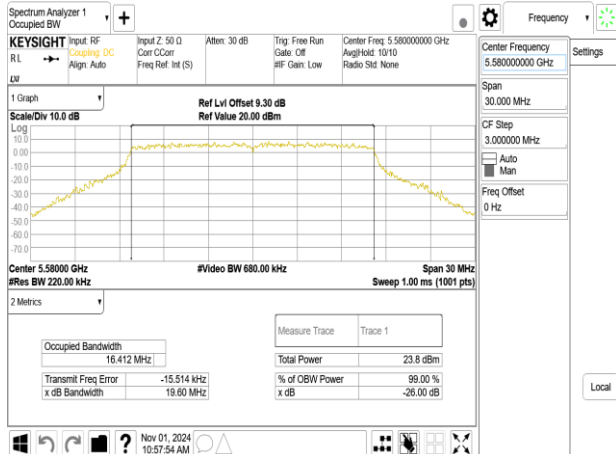 Spectrum Analyzer 1
Occupied BW
Frequency
KEYSIGHT
RL
Input: RF
Coupling: DC
Align: Auto
Input Z: 50 Ω
Corr CCorr
Freq Ref: Int (S)
Atten: 30 dB
Trig: Free Run
Gate: Off
#IF Gain: Low
Center Freq: 5.580000000 GHz
Avg|Hold: 10/10
Radio Std: None
Center Frequency
5.580000000 GHz
Settings
Span
30.000 MHz
CF Step
3.000000 MHz
Auto
Man
Freq Offset
0 Hz
Local
1 Graph
Scale/Div 10.0 dB
Ref Lvl Offset 9.30 dB
Ref Value 20.00 dBm
Log
10.0
0.00
-10.0
-20.0
-30.0
-40.0
-50.0
-60.0
-70.0
Center 5.58000 GHz
#Video BW 680.00 kHz
Span 30 MHz
#Res BW 220.00 kHz
Sweep 1.00 ms (1001 pts)
2 Metrics
Measure Trace Trace 1
Occupied Bandwidth
16.412 MHz
Total Power 23.8 dBm
Transmit Freq Error -15.514 kHz
% of OBW Power 99.00 %
x dB Bandwidth 19.60 MHz
x dB -26.00 dB
Nov 01, 2024
10:57:54 AM